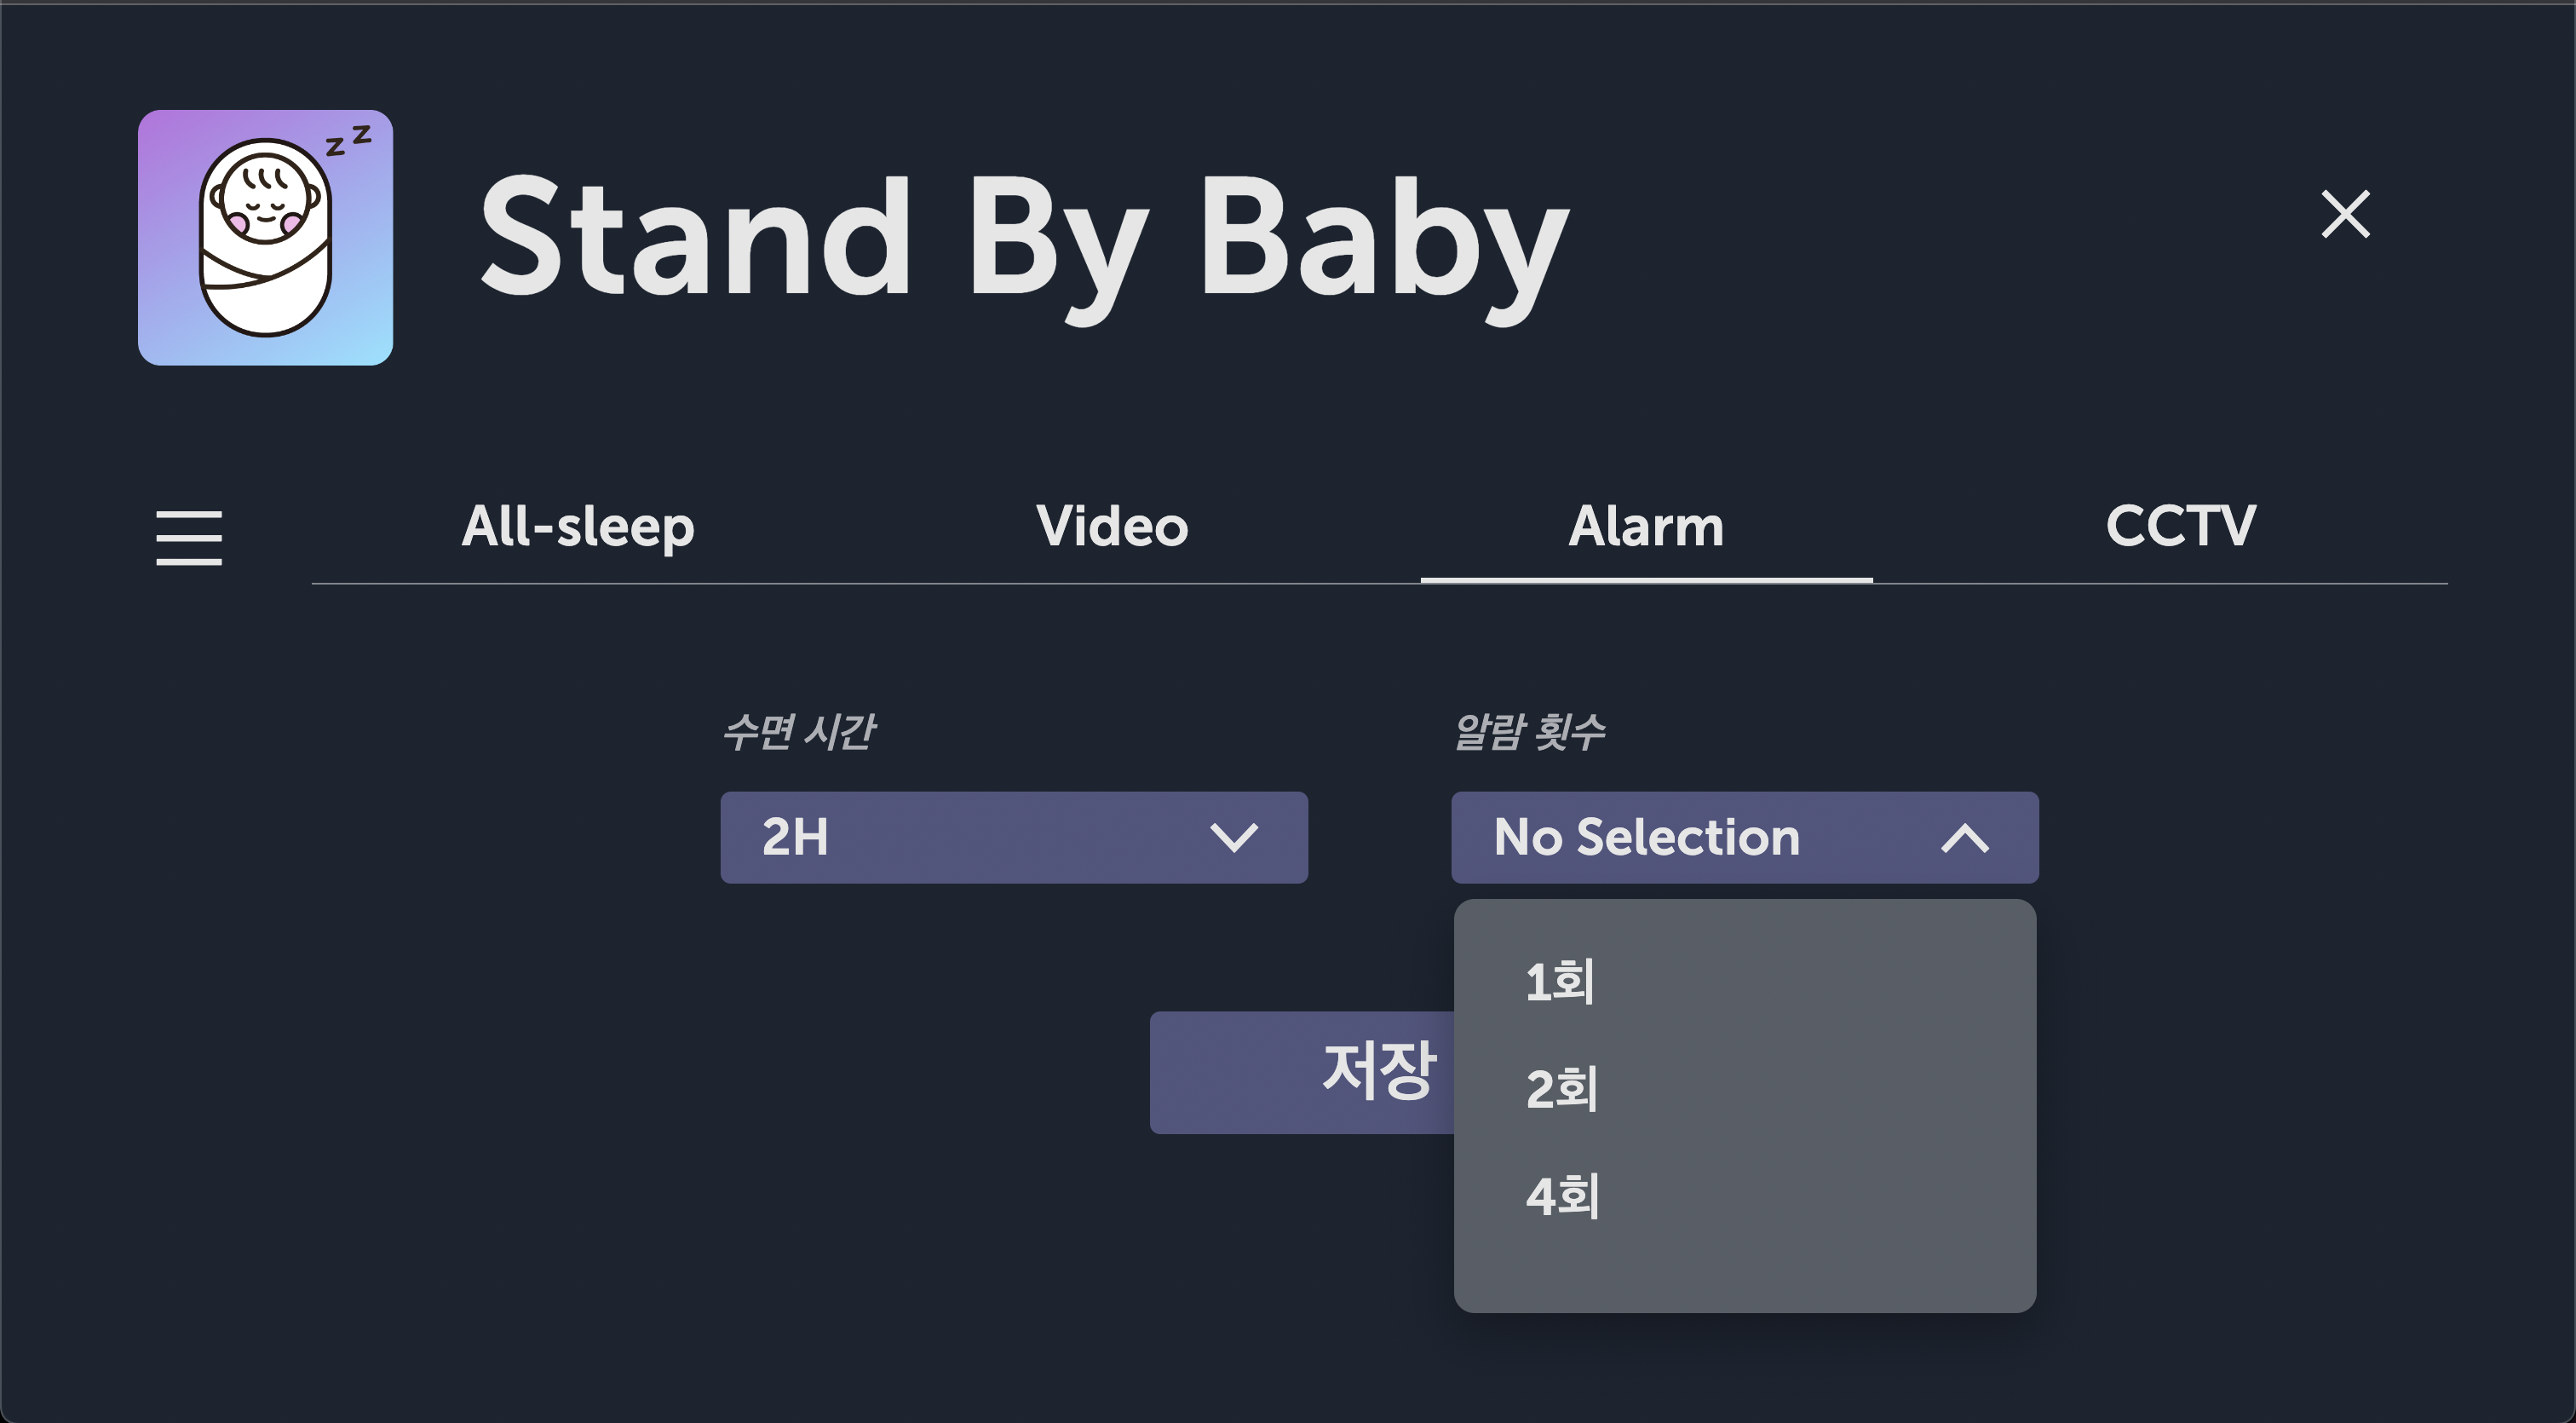 z z
Stand By Baby
All-sleep Video Alarm CCTV
수면 시간 알람 횟수
2H No Selection
1회
저장
2회
4회